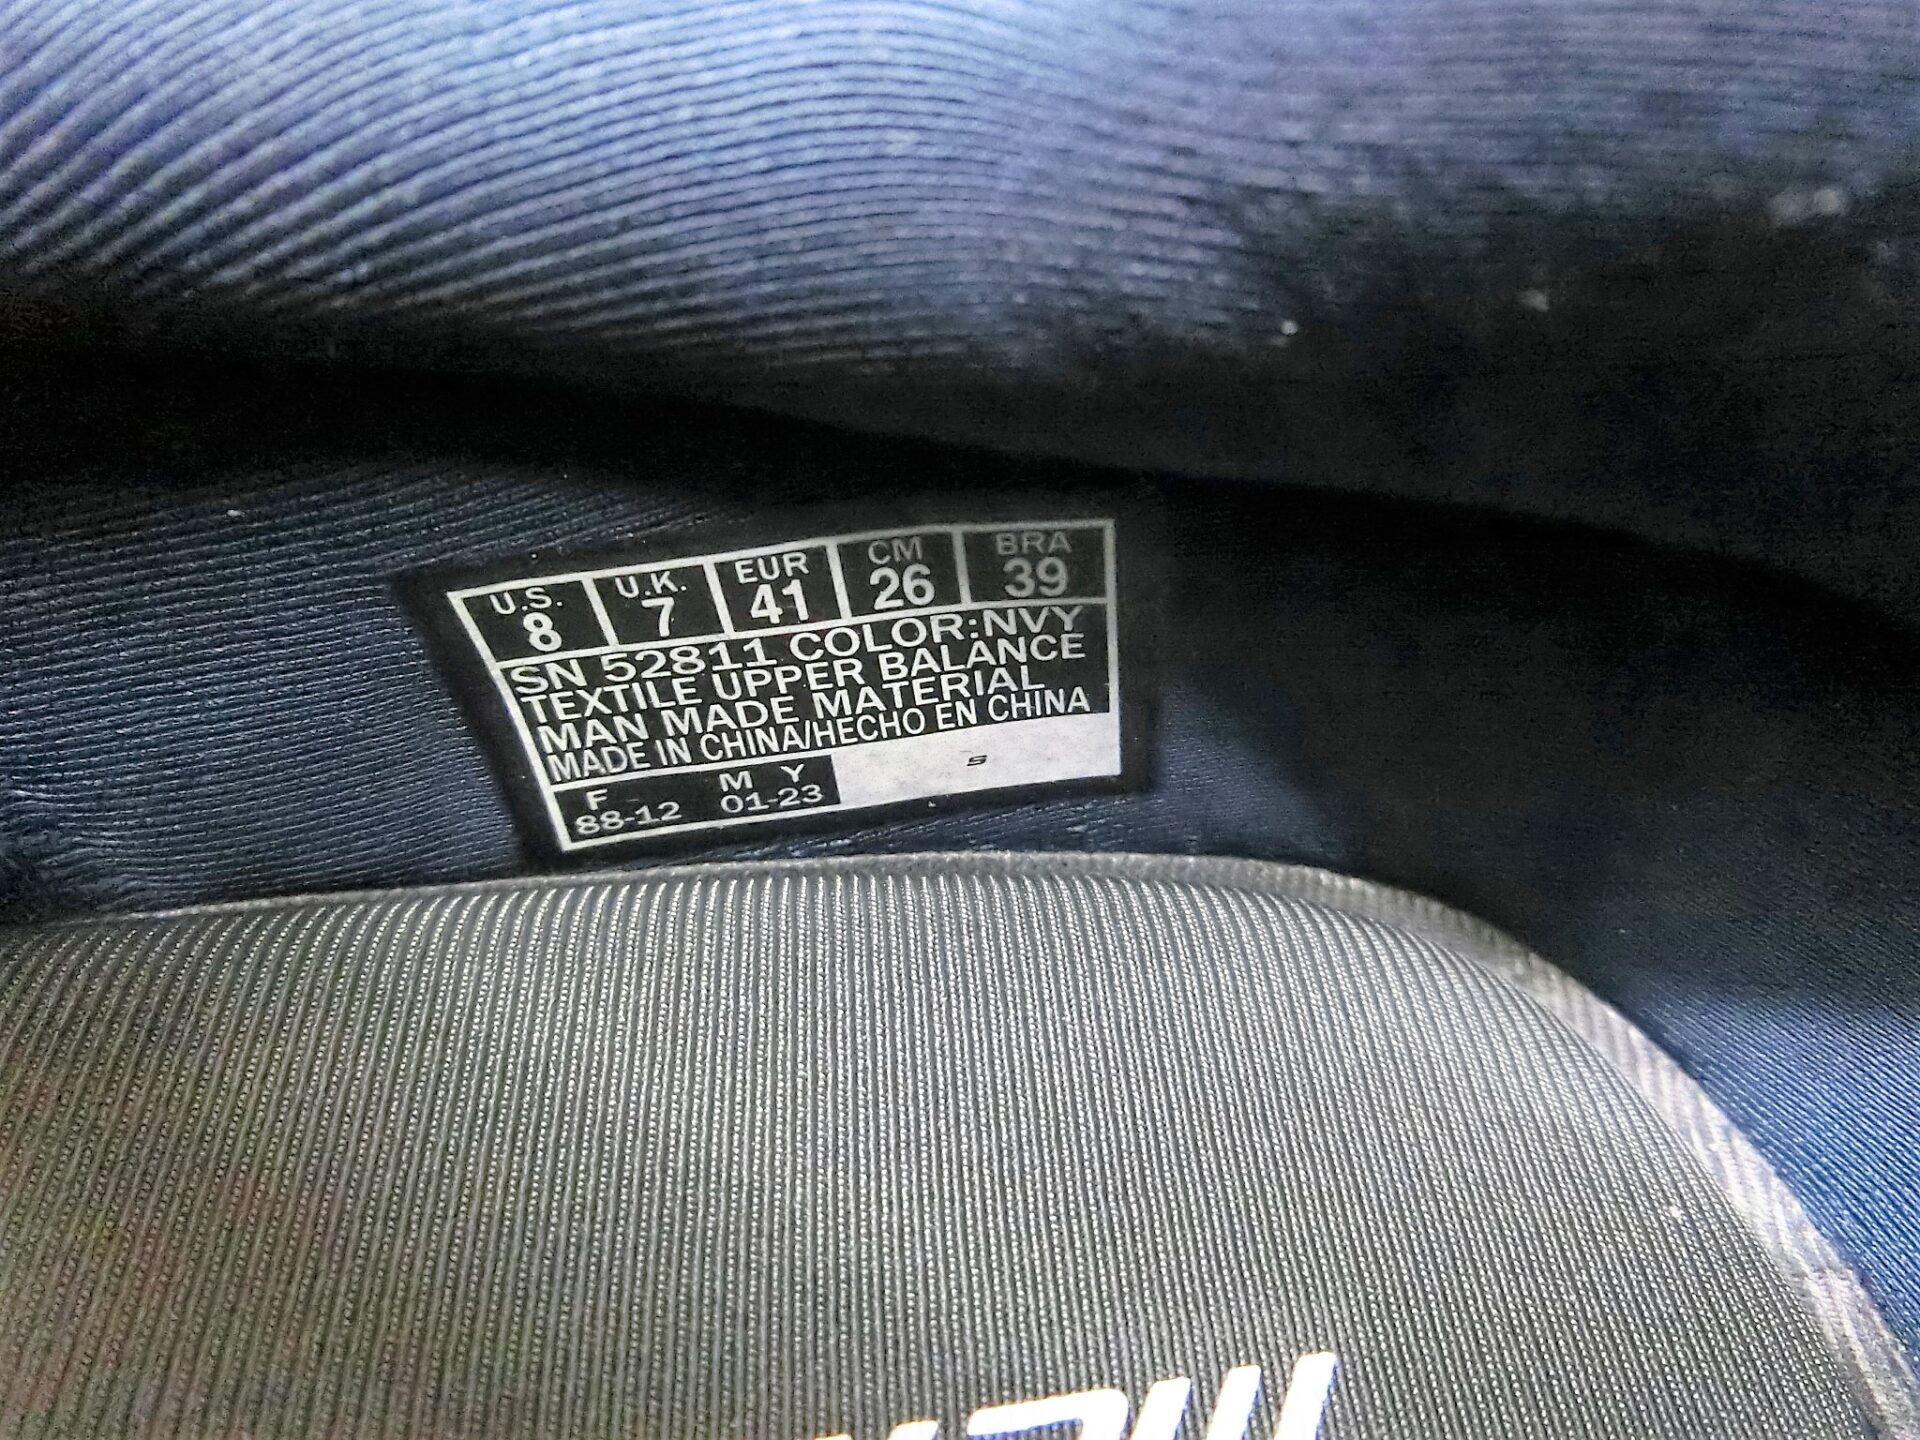 U.S. U.K. EUR CM BRA
8 7 41 26 39
SN 52811 COLOR:NVY
TEXTILE UPPER BALANCE
MAN MADE MATERIAL
MADE IN CHINA/HECHO EN CHINA
F M Y
88-12 01-23
S